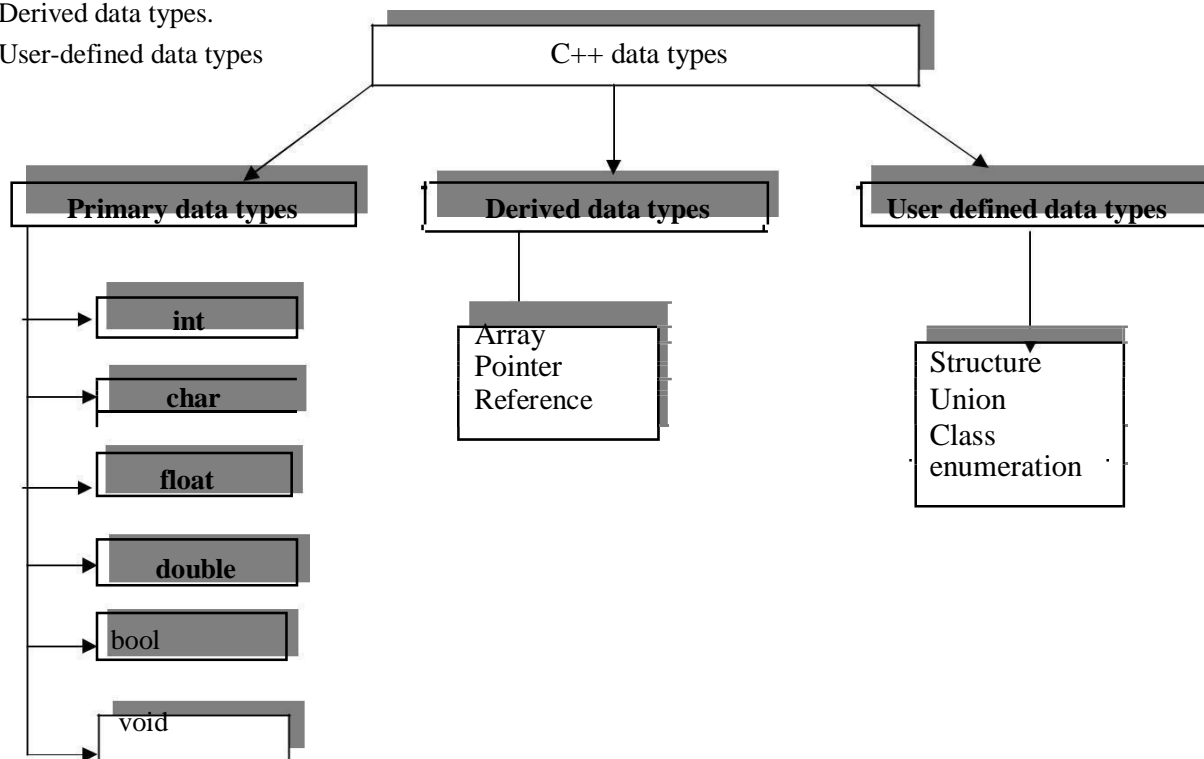 Derived data types.
User-defined data types
C++ data types
Primary data types
Derived data types
User defined data types
int
char
float
double
bool
void
Array
Pointer
Reference
Structure
Union
Class
enumeration